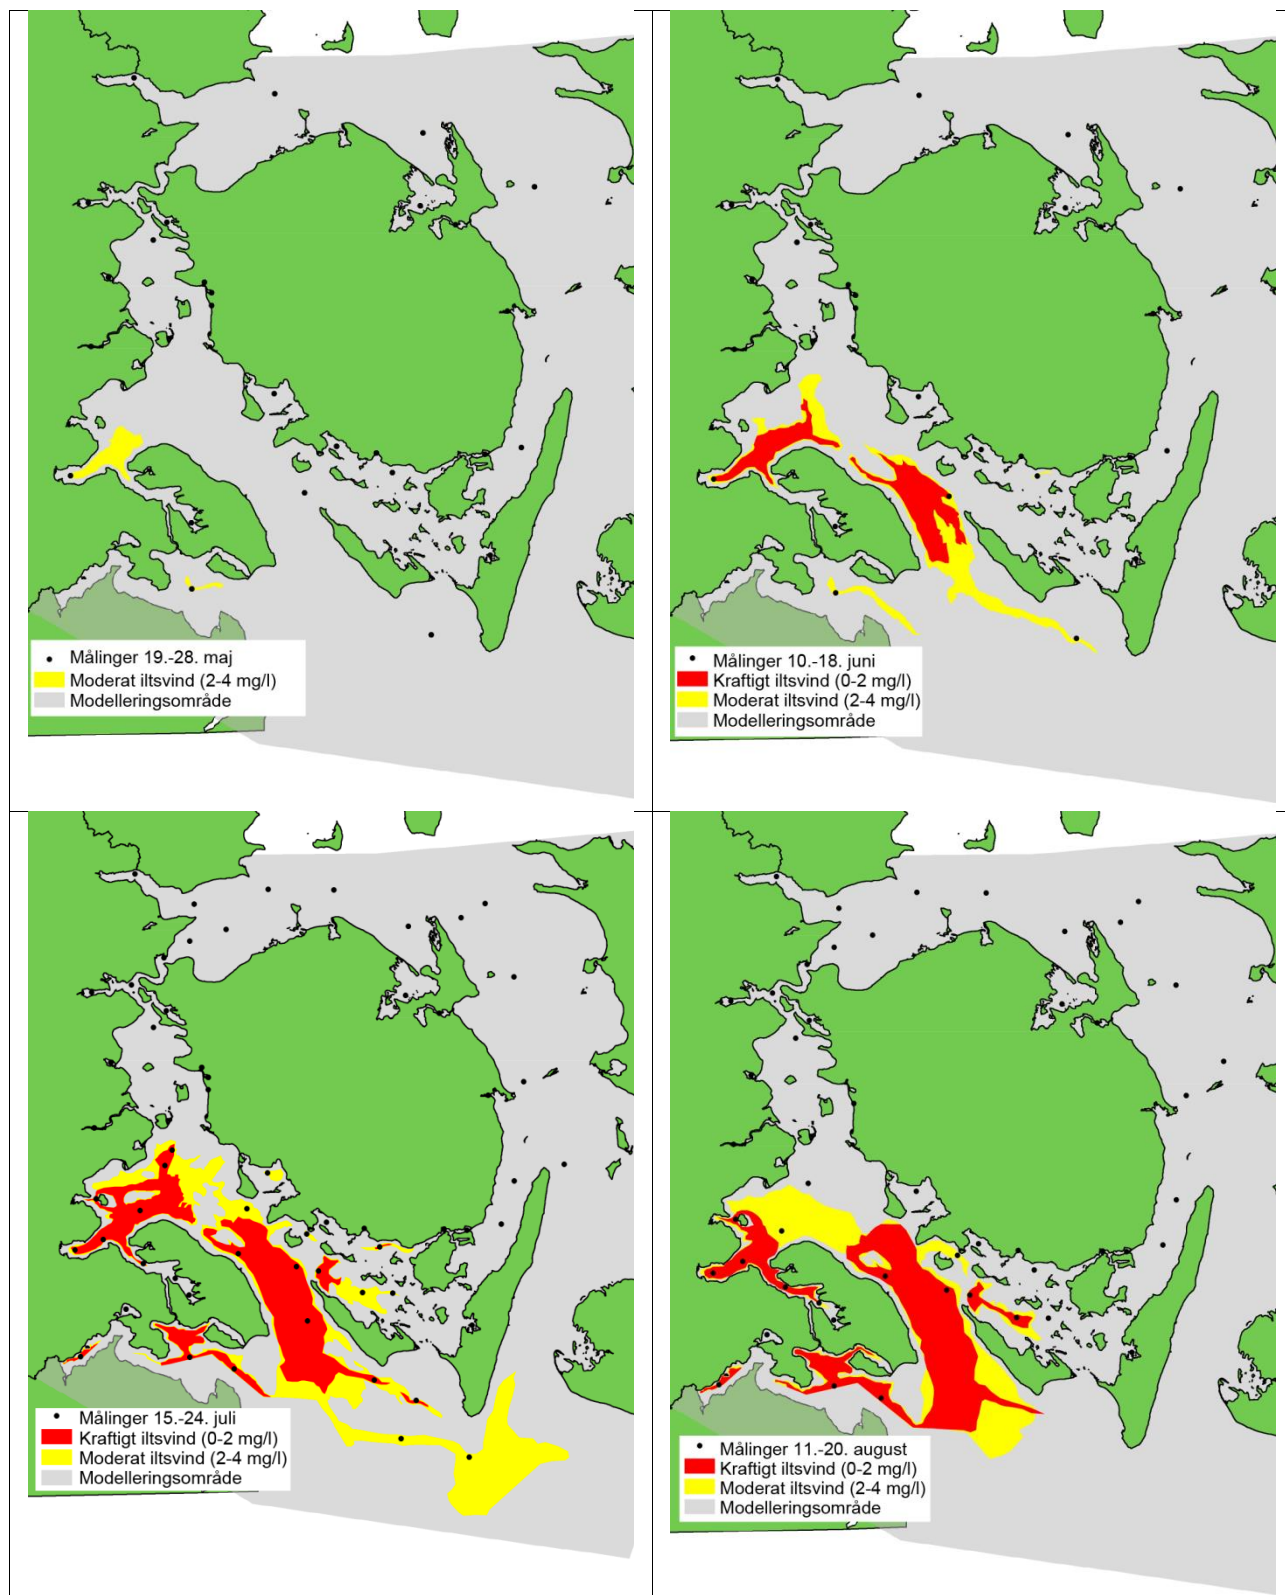 Målinger 19.-28. maj
Moderat iltsvind (2-4 mg/l)
Modelleringsområde
Målinger 10.-18. juni
Kraftigt iltsvind (0-2 mg/l)
Moderat iltsvind (2-4 mg/l)
Modelleringsområde
Målinger 15.-24. juli
Kraftigt iltsvind (0-2 mg/l)
Moderat iltsvind (2-4 mg/l)
Modelleringsområde
Målinger 11.-20. august
Kraftigt iltsvind (0-2 mg/l)
Moderat iltsvind (2-4 mg/l)
Modelleringsområde